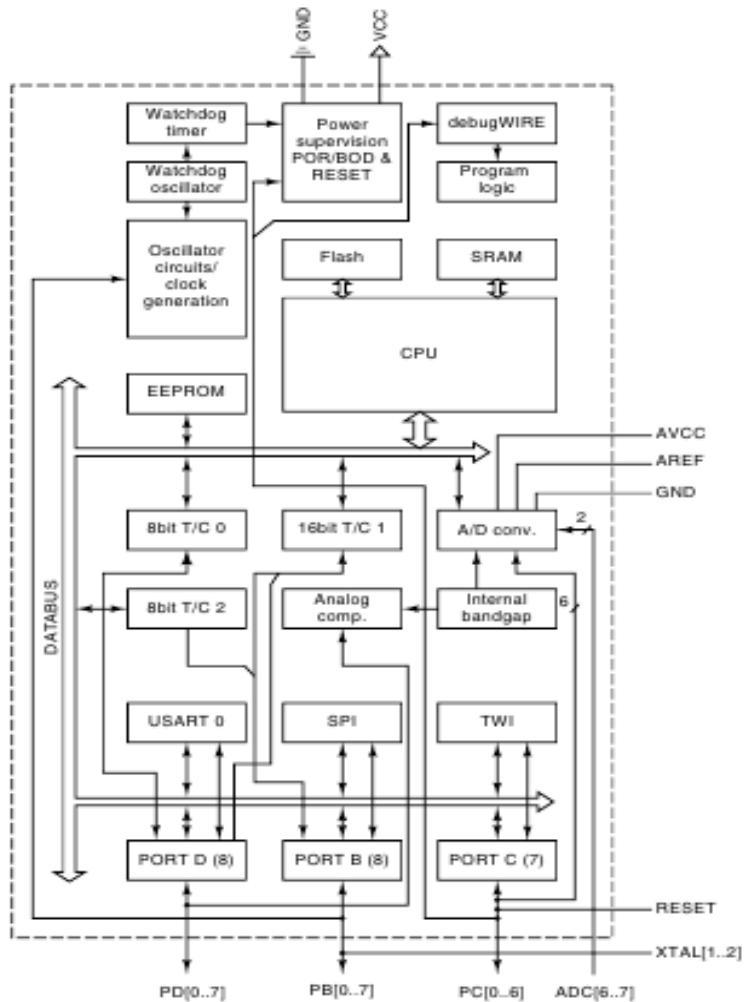 GND
VCC
Watchdog
timer
Power
supervision
POR/BOD &
RESET
debugWIRE
Watchdog
oscillator
Program
logic
Oscillator
circuits/
clock
generation
Flash
SRAM
CPU
EEPROM
AVCC
AREF
GND
8bit T/C 0
16bit T/C 1
A/D conv.
2
DATABUS
8bit T/C 2
Analog
comp.
Internal
bandgap
6
USART 0
SPI
TWI
PORT D (8)
PORT B (8)
PORT C (7)
RESET
XTAL[1..2]
PD[0..7]
PB[0..7]
PC[0..6]
ADC[6..7]